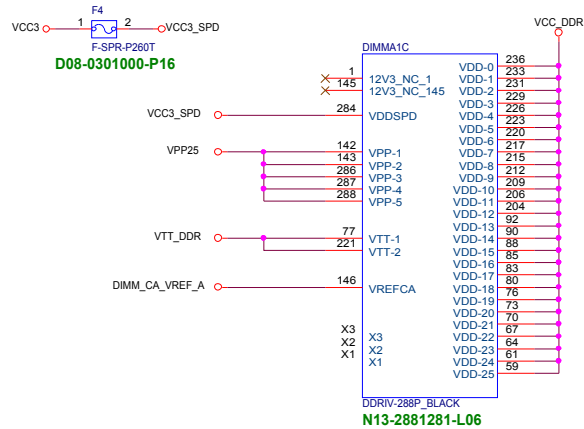 F4
VCC3 1 2 VCC3_SPD
F-SPR-P260T
D08-0301000-P16
VCC_DDR
DIMMA1C
1 12V3_NC_1
145 12V3_NC_145
VCC3_SPD 284 VDDSPD
VPP25 142 VPP-1
143 VPP-2
286 VPP-3
287 VPP-4
288 VPP-5
VTT_DDR 77 VTT-1
221 VTT-2
DIMM_CA_VREF_A 146 VREFCA
X3 X3
X2 X2
X1 X1
VDD-0 236
VDD-1 233
VDD-2 231
VDD-3 229
VDD-4 226
VDD-5 223
VDD-6 220
VDD-7 217
VDD-8 215
VDD-9 212
VDD-10 209
VDD-11 206
VDD-12 204
VDD-13 92
VDD-14 90
VDD-15 88
VDD-16 85
VDD-17 83
VDD-18 80
VDD-19 76
VDD-20 73
VDD-21 70
VDD-22 67
VDD-23 64
VDD-24 61
VDD-25 59
DDRIV-288P_BLACK
N13-2881281-L06